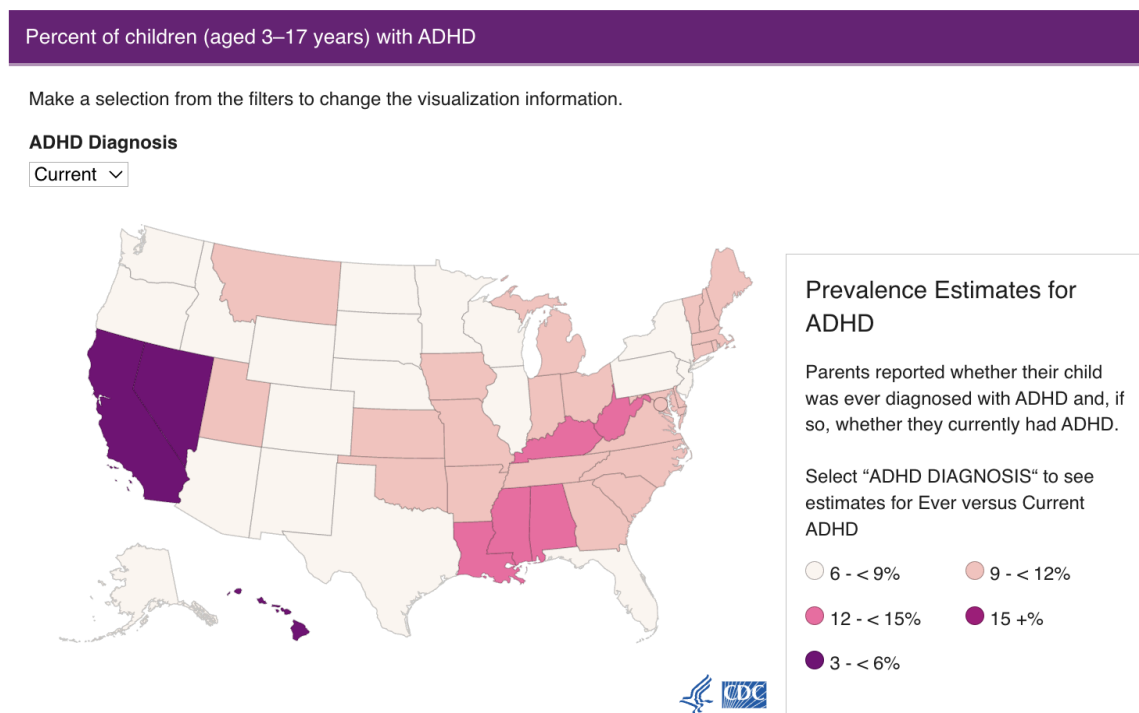 Percent of children (aged 3–17 years) with ADHD
Make a selection from the filters to change the visualization information.
ADHD Diagnosis
Current
Prevalence Estimates for
ADHD
Parents reported whether their child
was ever diagnosed with ADHD and, if
so, whether they currently had ADHD.
Select “ADHD DIAGNOSIS“ to see
estimates for Ever versus Current
ADHD
6 - < 9%
9 - < 12%
12 - < 15%
15 +%
3 - < 6%
CDC